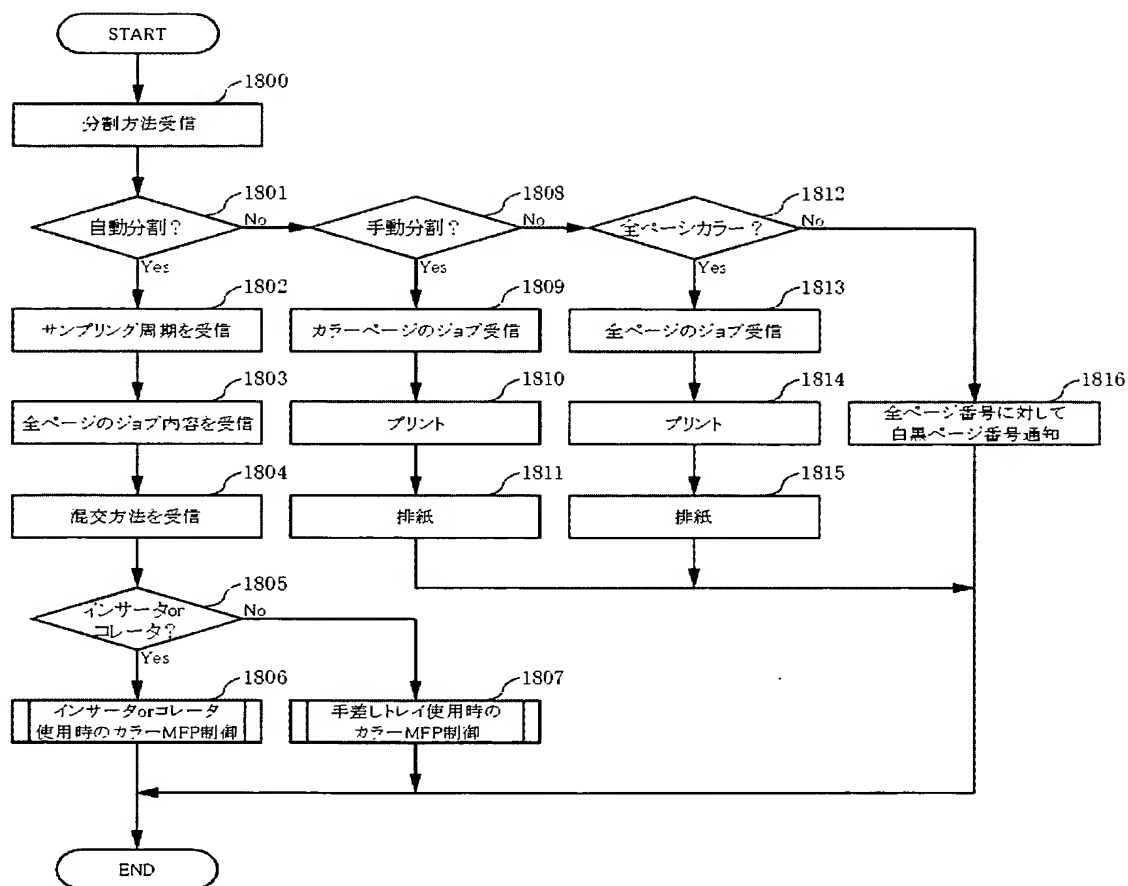 START
1800
分割方法受信
1801
自動分割？
No
Yes
1808
手動分割？
No
Yes
1812
全ページカラー？
No
Yes
1802
サンプリング周期を受信
1809
カラーページのジョブ受信
1813
全ページのジョブ受信
1803
全ページのジョブ内容を受信
1810
プリント
1814
プリント
1816
全ページ番号に対して
白黒ページ番号通知
1804
混交方法を受信
1811
排紙
1815
排紙
1805
インサータor
コレータ？
No
Yes
1806
インサータorコレータ
使用時のカラーMFP制御
1807
手差しトレイ使用時の
カラーMFP制御
END